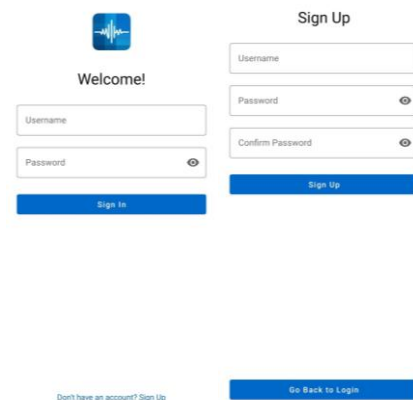 Welcome!
Username
Password
Sign In
Don't have an account? Sign Up
Sign Up
Username
Password
Confirm Password
Sign Up
Go Back to Login